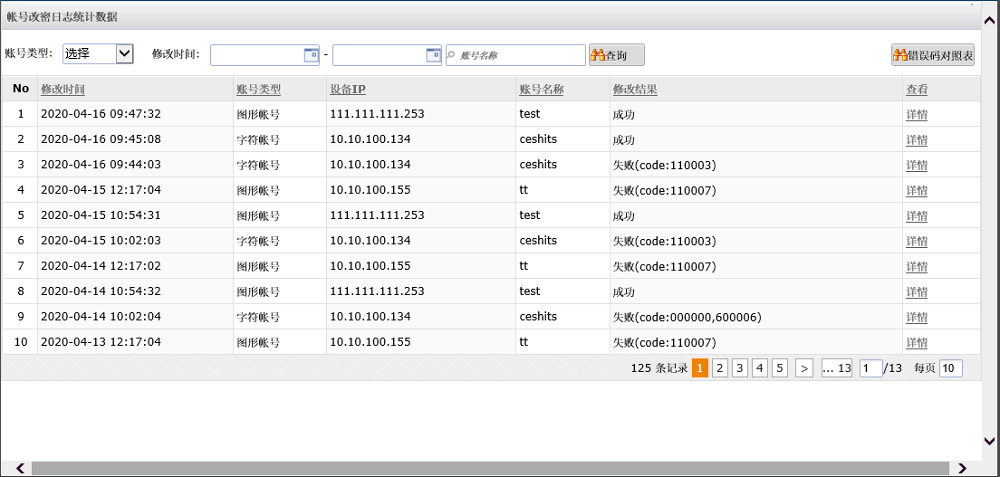 帐号改密日志统计数据
账号类型: 选择 修改时间: - 账号名称 查询 错误码对照表
No 修改时间 账号类型 设备IP 账号名称 修改结果 查看
1 2020-04-16 09:47:32 图形帐号 111.111.111.253 test 成功 详情
2 2020-04-16 09:45:08 字符帐号 10.10.100.134 ceshits 成功 详情
3 2020-04-16 09:44:03 字符帐号 10.10.100.134 ceshits 失败(code:110003) 详情
4 2020-04-15 12:17:04 图形帐号 10.10.100.155 tt 失败(code:110007) 详情
5 2020-04-15 10:54:31 图形帐号 111.111.111.253 test 成功 详情
6 2020-04-15 10:02:03 字符帐号 10.10.100.134 ceshits 失败(code:110003) 详情
7 2020-04-14 12:17:02 图形帐号 10.10.100.155 tt 失败(code:110007) 详情
8 2020-04-14 10:54:32 图形帐号 111.111.111.253 test 成功 详情
9 2020-04-14 10:02:04 字符帐号 10.10.100.134 ceshits 失败(code:000000,600006) 详情
10 2020-04-13 12:17:04 图形帐号 10.10.100.155 tt 失败(code:110007) 详情
125 条记录 1 2 3 4 5 > ... 13 1 /13 每页 10